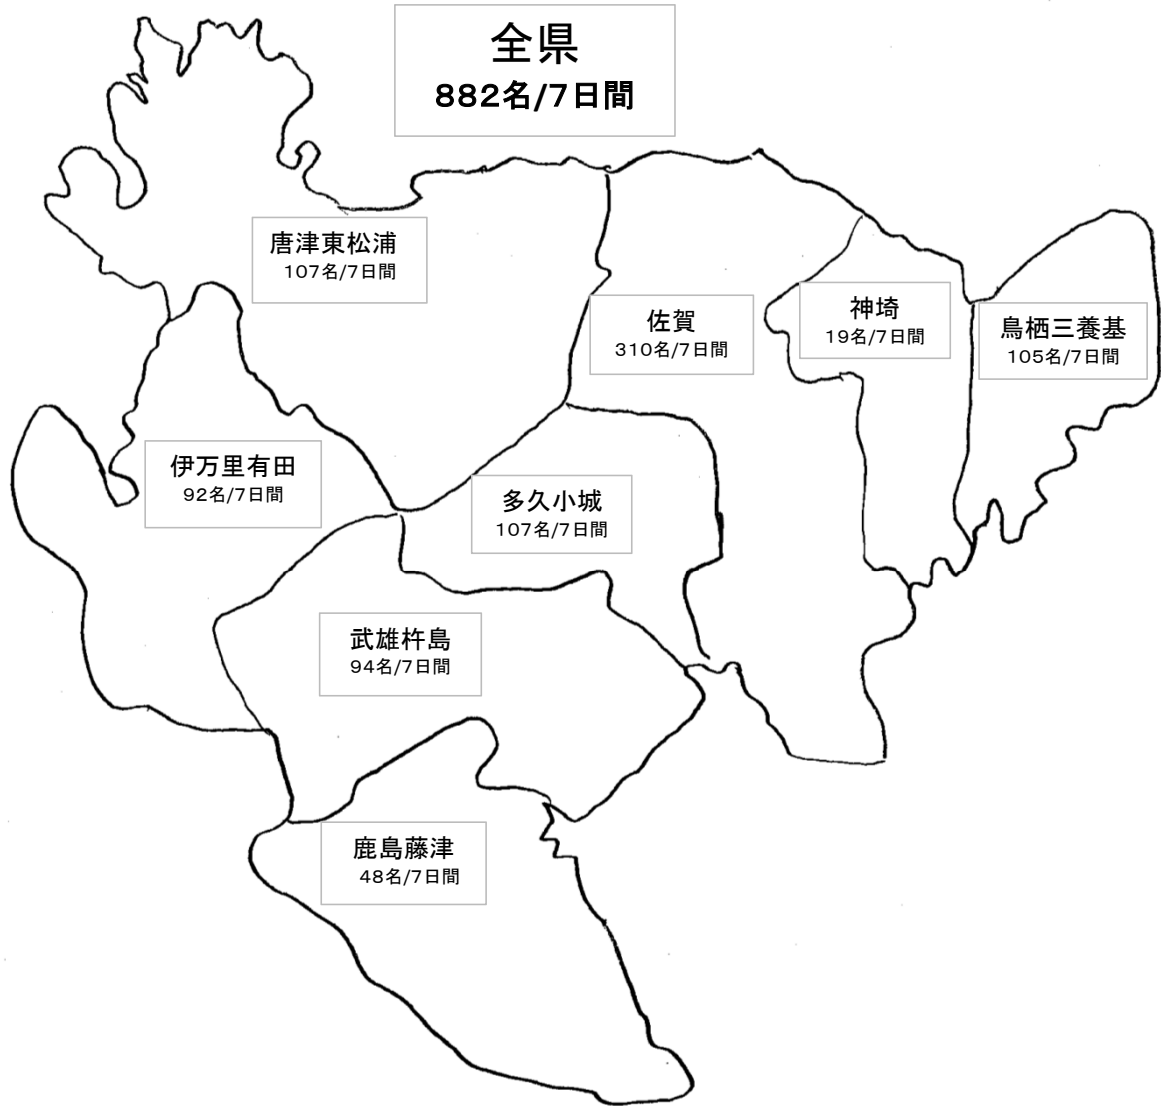 全県
882名/7日間
唐津東松浦
107名/7日間
佐賀
310名/7日間
神埼
19名/7日間
鳥栖三養基
105名/7日間
伊万里有田
92名/7日間
多久小城
107名/7日間
武雄杵島
94名/7日間
鹿島藤津
48名/7日間